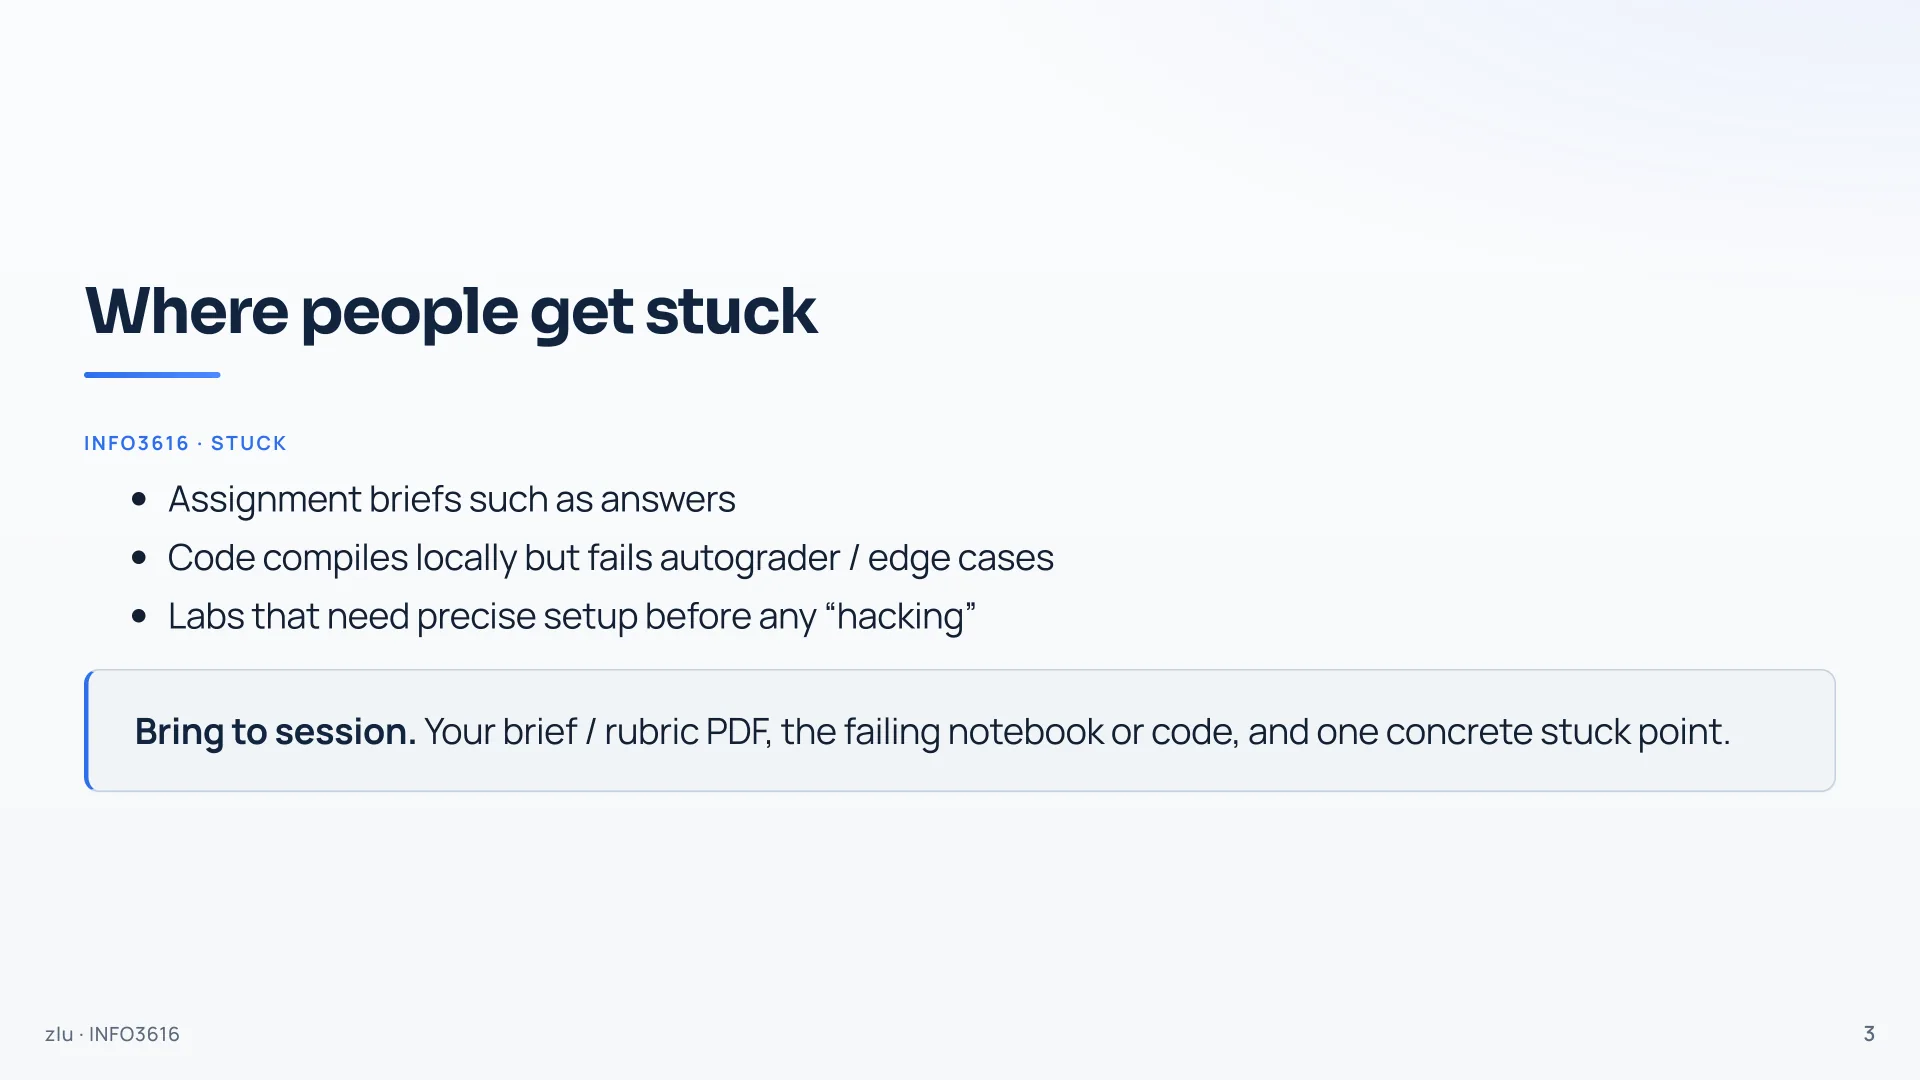 Where people get stuck
INFO3616 · STUCK
• Assignment briefs such as answers
• Code compiles locally but fails autograder / edge cases
• Labs that need precise setup before any “hacking”
Bring to session. Your brief / rubric PDF, the failing notebook or code, and one concrete stuck point.
zlu · INFO3616
3